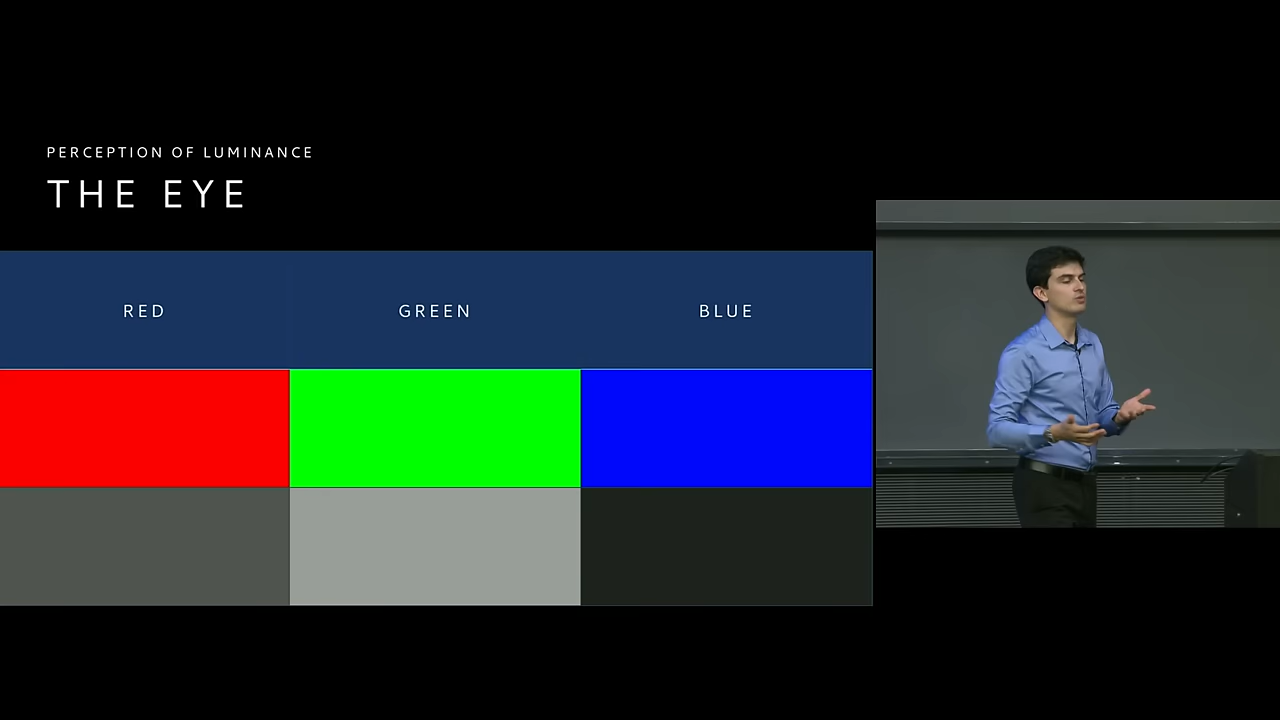 PERCEPTION OF LUMINANCE
THE EYE
RED
GREEN
BLUE